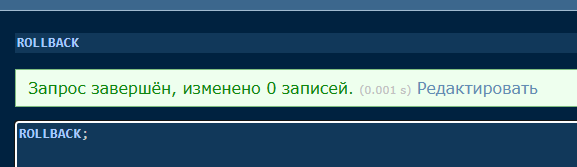 ROLLBACK
Запрос завершён, изменено 0 записей. (0.001 s) Редактировать
ROLLBACK;